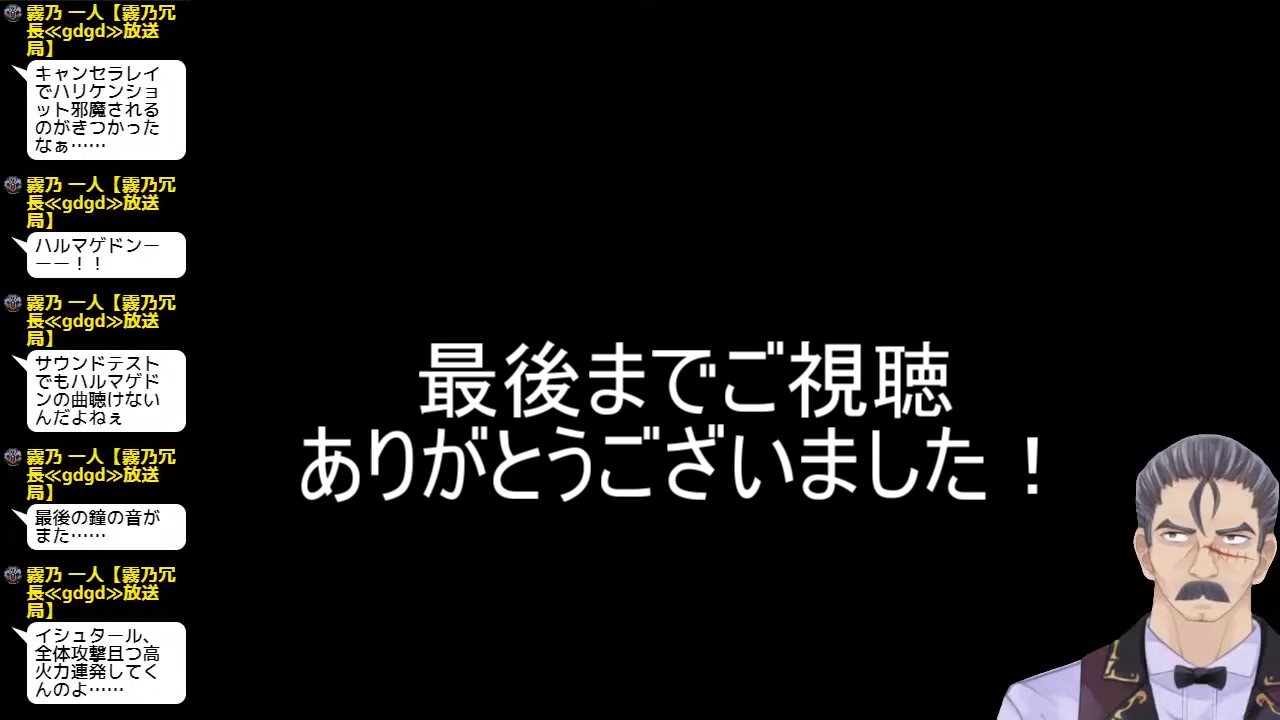 霧乃 一人【霧乃冗
長≪gdgd≫放送
局】
キャンセラレイ
でハリケンショ
ット邪魔される
のがきつかった
なぁ……
霧乃 一人【霧乃冗
長≪gdgd≫放送
局】
ハルマゲドンー
ーー！！
霧乃 一人【霧乃冗
長≪gdgd≫放送
局】
サウンドテスト
でもハルマゲド
ンの曲聴けない
んだよねぇ
霧乃 一人【霧乃冗
長≪gdgd≫放送
局】
最後の鐘の音が
また……
霧乃 一人【霧乃冗
長≪gdgd≫放送
局】
イシュタール、
全体攻撃且つ高
火力連発してく
んのよ……
最後までご視聴
ありがとうございました！